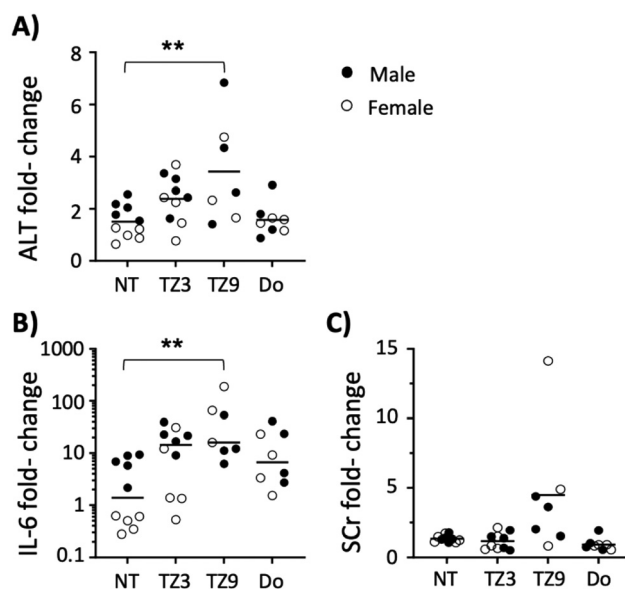 A)
ALT fold- change
8
6
4
2
0
**
NT TZ3 TZ9 Do
Male
Female
B)
IL-6 fold- change
1000
100
10
1
0.1
**
NT TZ3 TZ9 Do
C)
SCr fold- change
15
10
5
0
NT TZ3 TZ9 Do